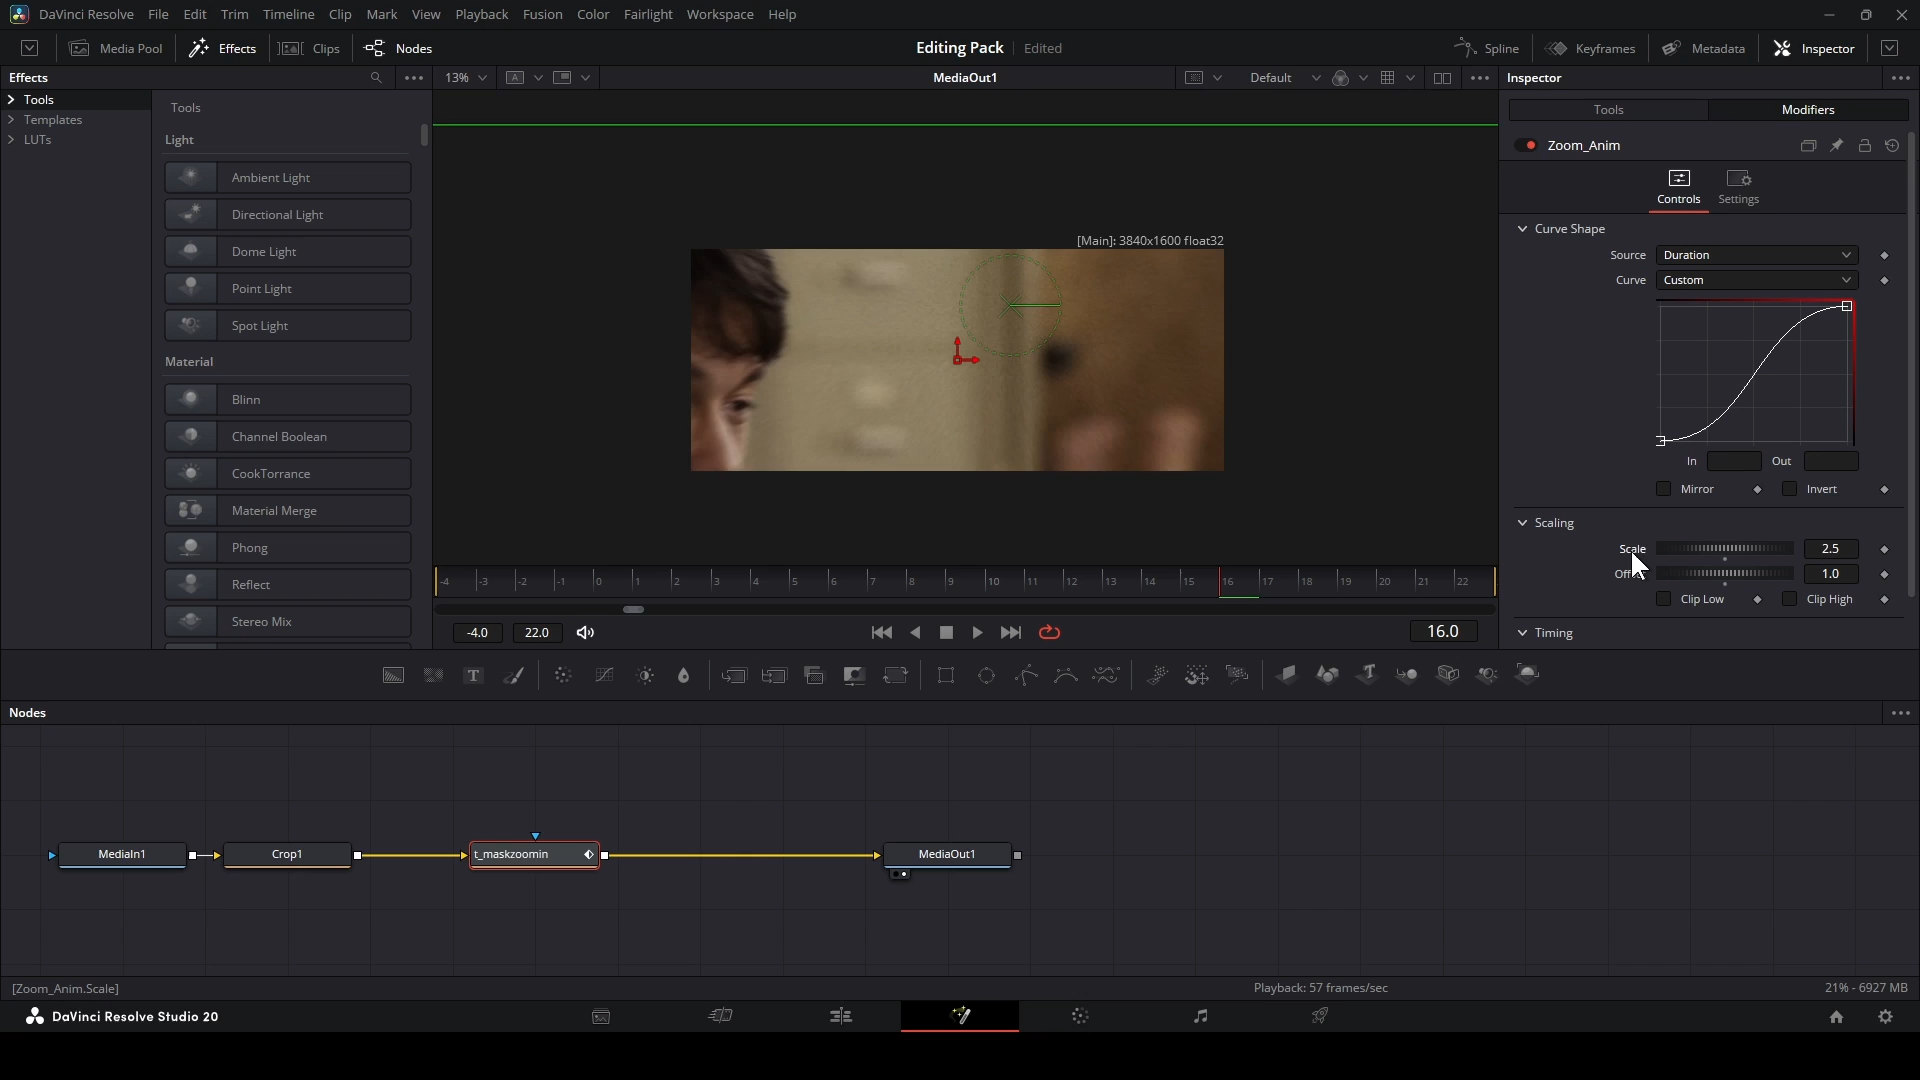 DaVinci Resolve File Edit Trim Timeline Clip Mark View Playback Fusion Color Fairlight Workspace Help
Media Pool Effects Clips Nodes Editing Pack Edited Spline Keyframes Metadata Inspector
Effects 13% A MediaOut1 Default Inspector
Tools
Templates
LUTs
Tools
Light
Ambient Light
Directional Light
Dome Light
Point Light
Spot Light
Material
Blinn
Channel Boolean
CookTorrance
Material Merge
Phong
Reflect
Stereo Mix
[Main]: 3840x1600 float32
-4 -3 -2 -1 0 1 2 3 4 5 6 7 8 9 10 11 12 13 14 15 16 17 18 19 20 21 22
-4.0 22.0 16.0
Tools Modifiers
Zoom_Anim
Controls Settings
Curve Shape
Source Duration
Curve Custom
In Out
Mirror Invert
Scaling
Scale 2.5
1.0
Clip Low Clip High
Timing
T T
Nodes
MediaIn1 Crop1 t_maskzoomin MediaOut1
[Zoom_Anim.Scale] Playback: 57 frames/sec 21% - 6927 MB
DaVinci Resolve Studio 20